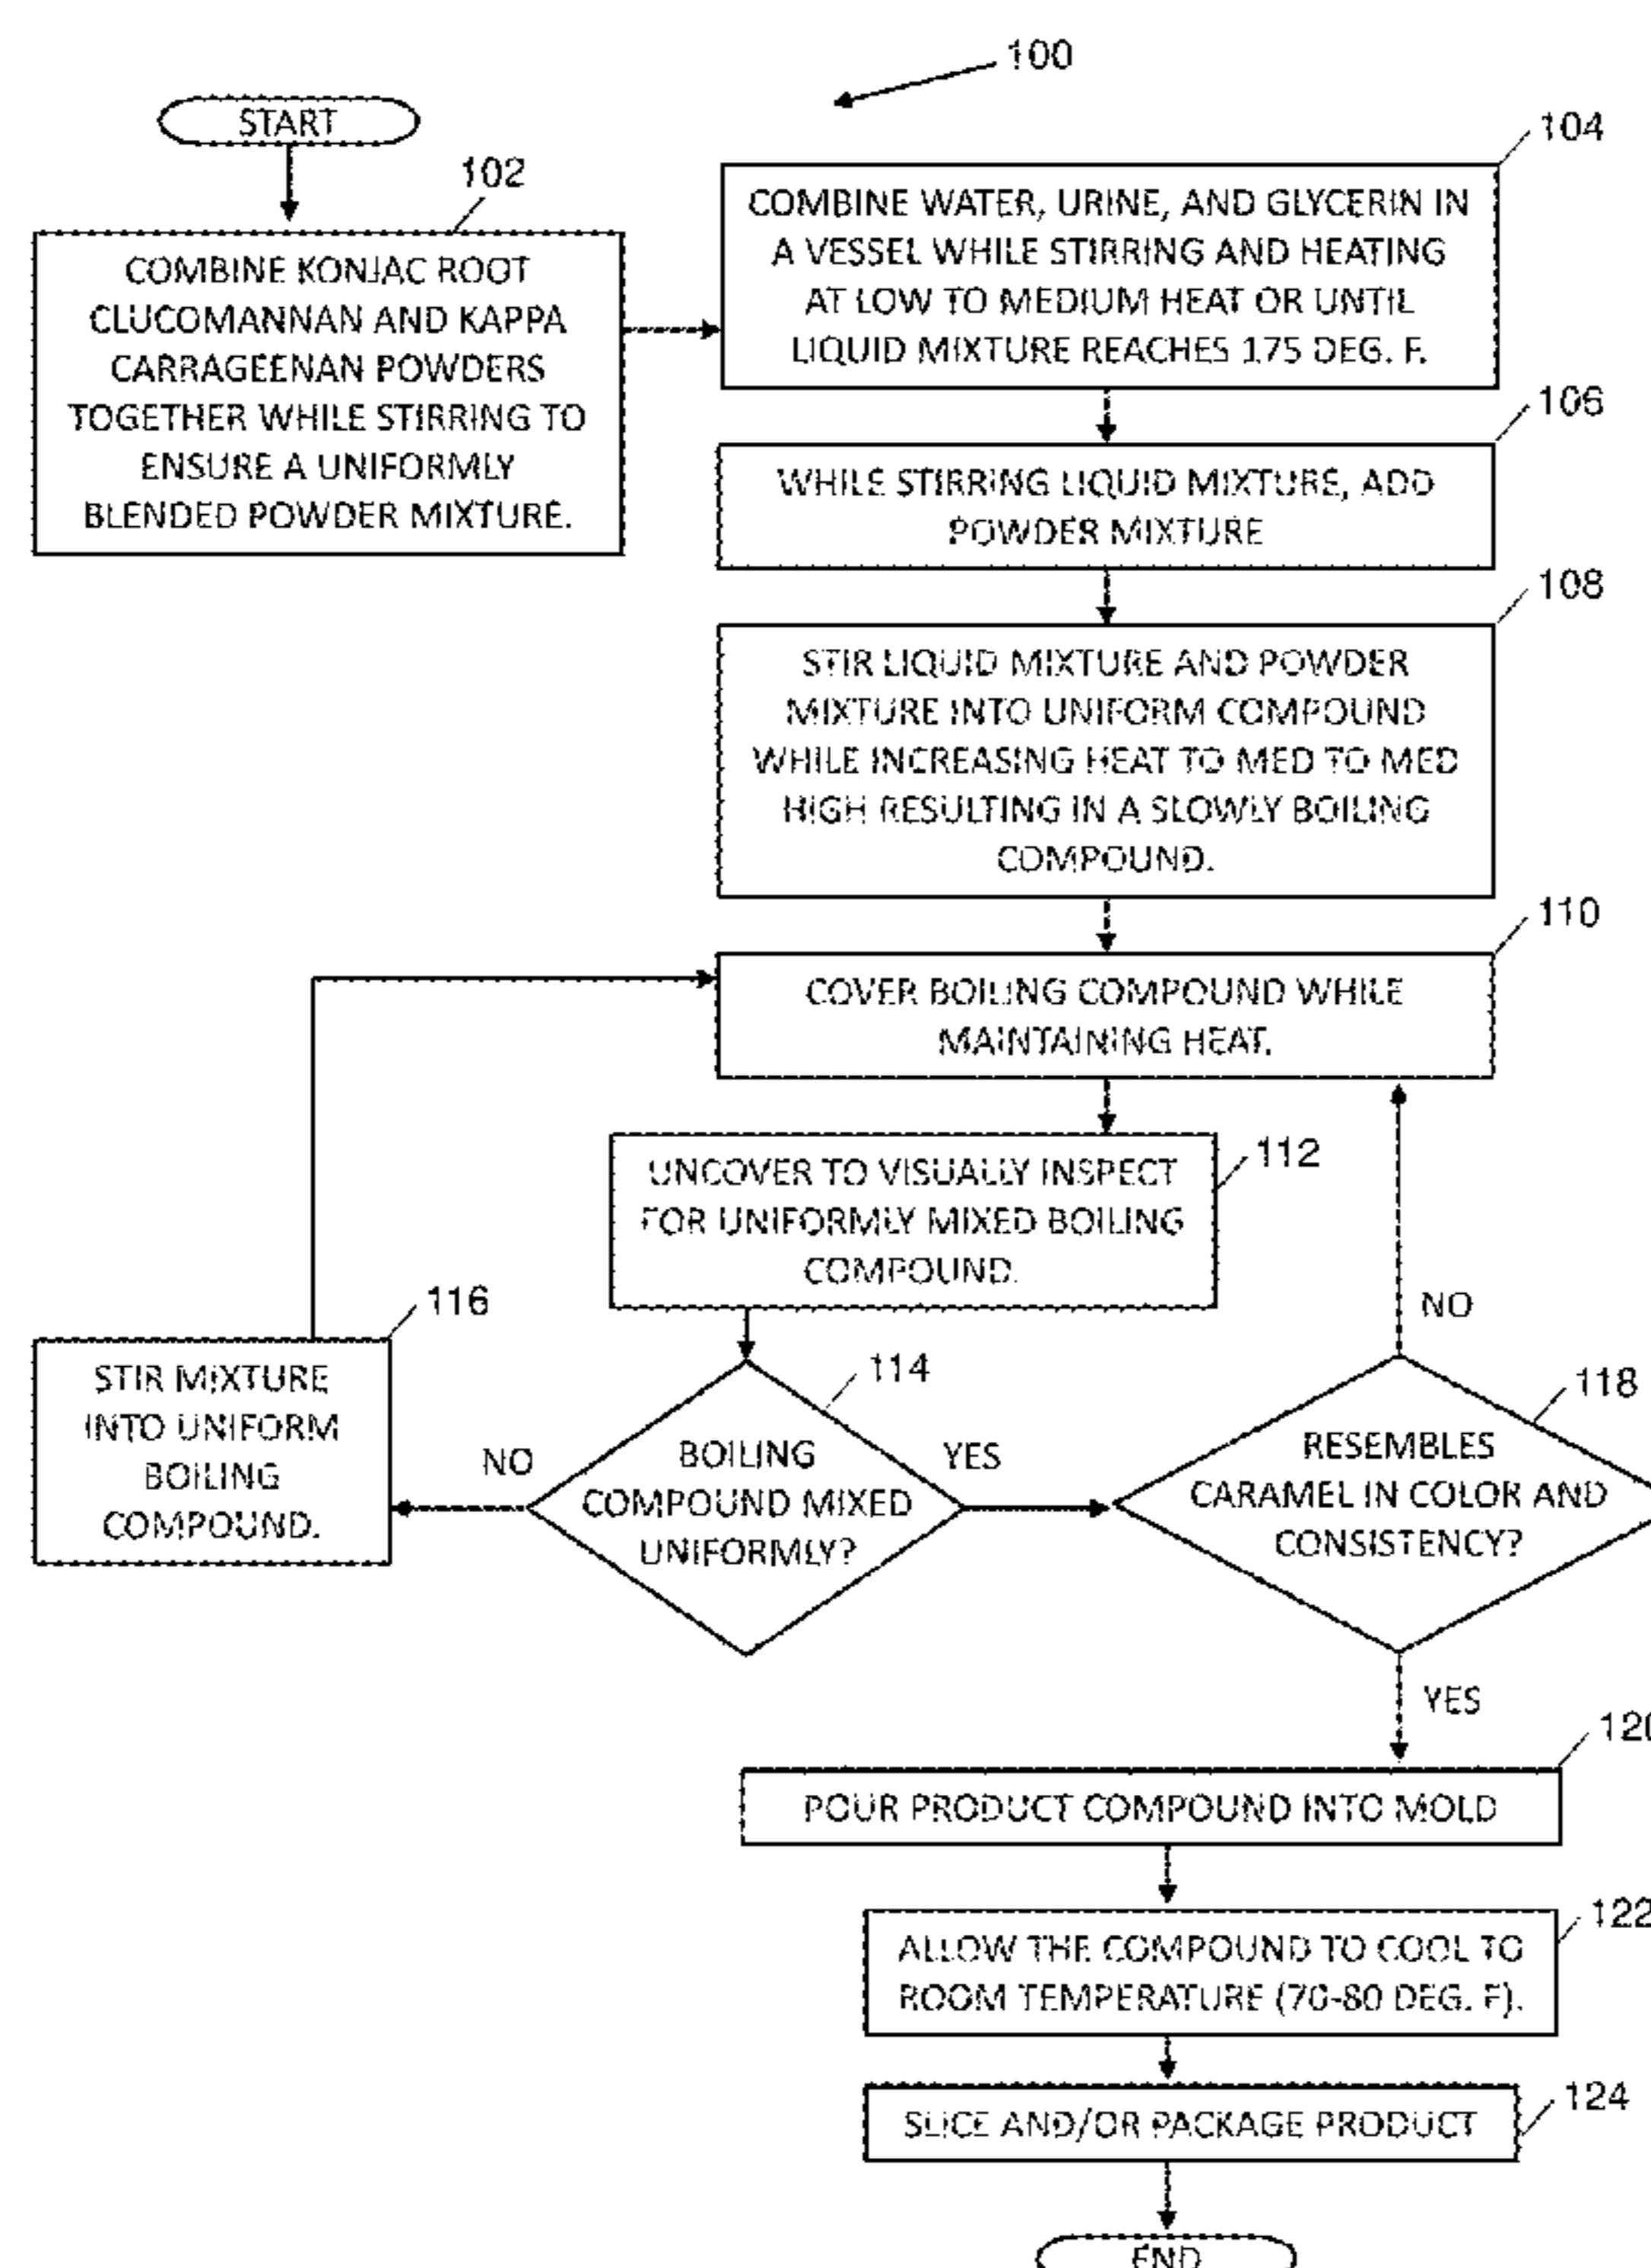 100
START
102
COMBINE KONJAC ROOT
CLUCOMANNAN AND KAPPA
CARRAGEENAN POWDERS
TOGETHER WHILE STIRRING TO
ENSURE A UNIFORMLY
BLENDED POWDER MIXTURE.
104
COMBINE WATER, URINE, AND GLYCERIN IN
A VESSEL WHILE STIRRING AND HEATING
AT LOW TO MEDIUM HEAT OR UNTIL
LIQUID MIXTURE REACHES 175 DEG. F.
106
WHILE STIRRING LIQUID MIXTURE, ADD
POWDER MIXTURE
108
STIR LIQUID MIXTURE AND POWDER
MIXTURE INTO UNIFORM COMPOUND
WHILE INCREASING HEAT TO MED TO MED
HIGH RESULTING IN A SLOWLY BOILING
COMPOUND.
110
COVER BOILING COMPOUND WHILE
MAINTAINING HEAT.
112
UNCOVER TO VISUALLY INSPECT
FOR UNIFORMLY MIXED BOILING
COMPOUND.
114
BOILING
COMPOUND MIXED
UNIFORMLY?
NO
116
STIR MIXTURE
INTO UNIFORM
BOILING
COMPOUND.
YES
118
RESEMBLES
CARAMEL IN COLOR AND
CONSISTENCY?
NO
YES
120
POUR PRODUCT COMPOUND INTO MOLD
122
ALLOW THE COMPOUND TO COOL TO
ROOM TEMPERATURE (70-80 DEG. F).
124
SLICE AND/OR PACKAGE PRODUCT
END